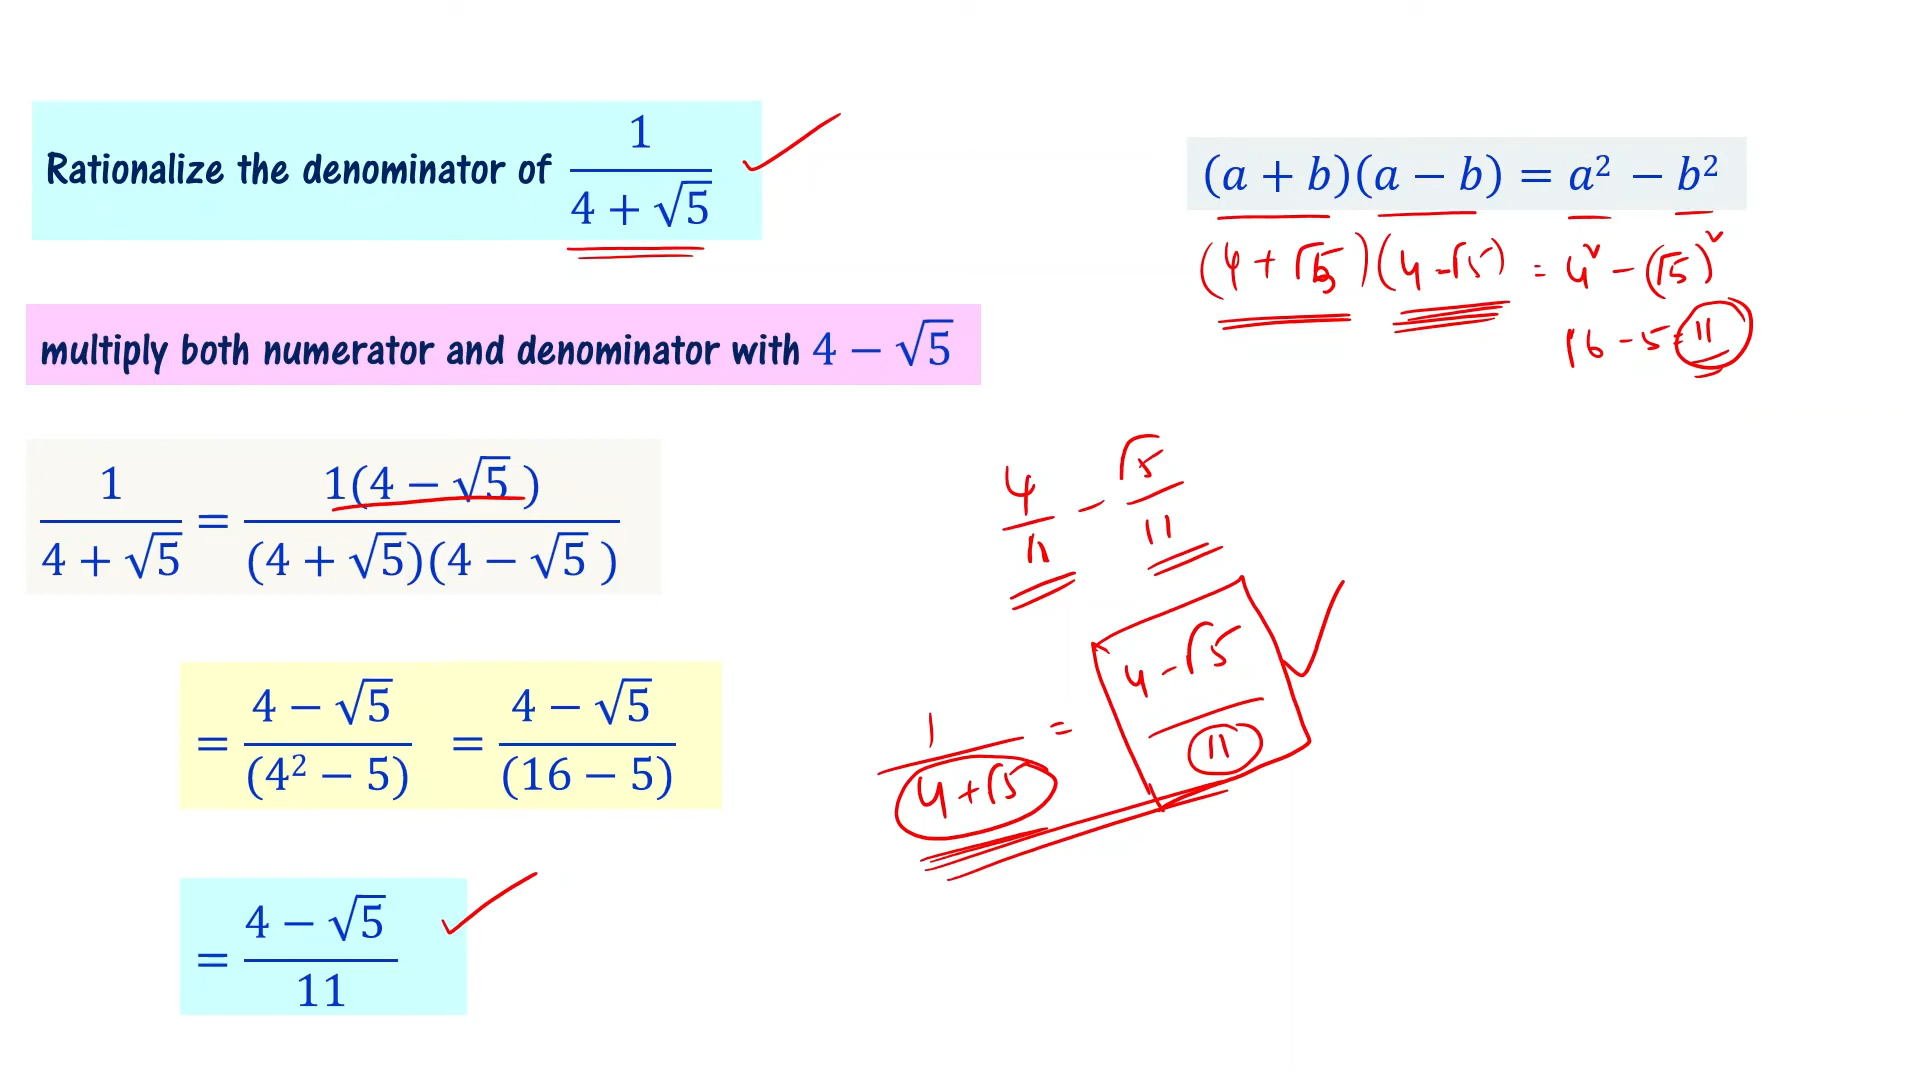 Rationalize the denominator of 1/(4 + √5)
multiply both numerator and denominator with 4 − √5
1/(4 + √5) = 1(4 − √5 )/((4 + √5)(4 − √5 ))
= (4 − √5)/(4² − 5) = (4 − √5)/(16 − 5)
= (4 − √5)/11
(a + b)(a − b) = a² − b²
(4 + √5)(4 − √5) = 4² − (√5)²
16 − 5 = 11
4/11 − √5/11
1/(4 + √5) = (4 − √5)/11